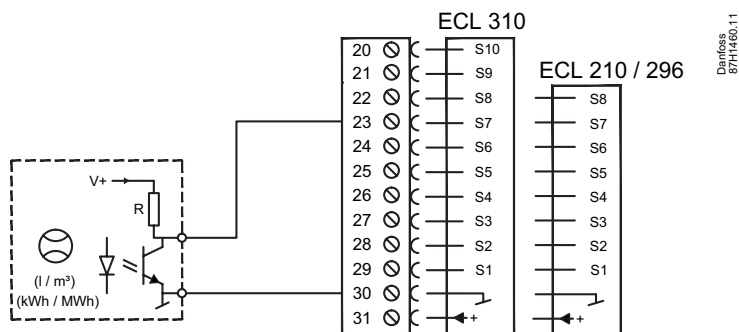 ECL 310
ECL 210 / 296
Danfoss
87H1460.11
20 S10
21 S9
22 S8 S8
23 S7 S7
24 S6 S6
25 S5 S5
26 S4 S4
27 S3 S3
28 S2 S2
29 S1 S1
30
31 + +
V+
R
(l / m³)
(kWh / MWh)